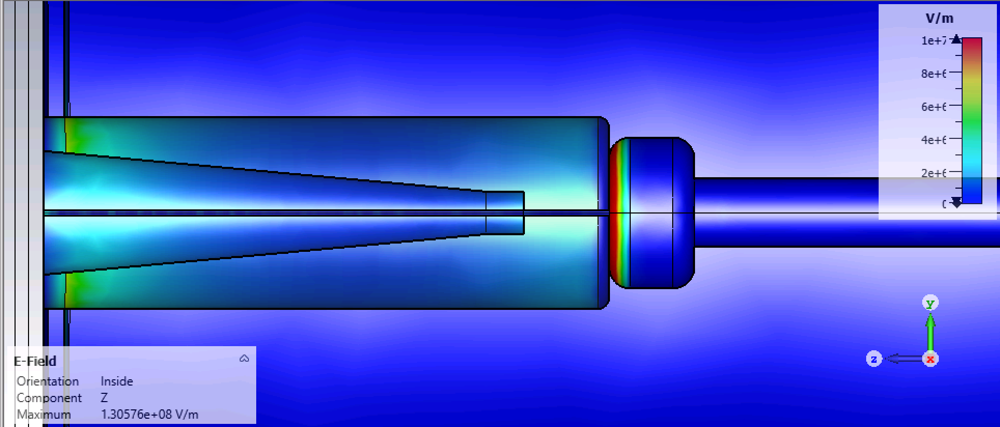 V/m
1e+7
8e+6
6e+6
4e+6
2e+6
0
y
z
x
E-Field
Orientation Inside
Component Z
Maximum 1.30576e+08 V/m